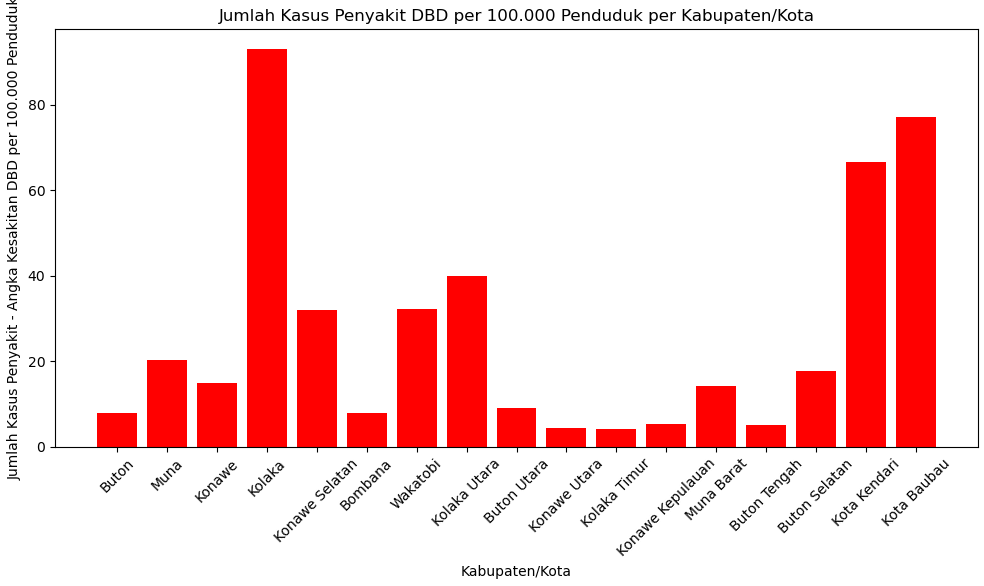 Jumlah Kasus Penyakit DBD per 100.000 Penduduk per Kabupaten/Kota
Jumlah Kasus Penyakit - Angka Kesakitan DBD per 100.000 Penduduk
80
60
40
20
0
Buton
Muna
Konawe
Kolaka
Konawe Selatan
Bombana
Wakatobi
Kolaka Utara
Buton Utara
Konawe Utara
Kolaka Timur
Konawe Kepulauan
Muna Barat
Buton Tengah
Buton Selatan
Kota Kendari
Kota Baubau
Kabupaten/Kota